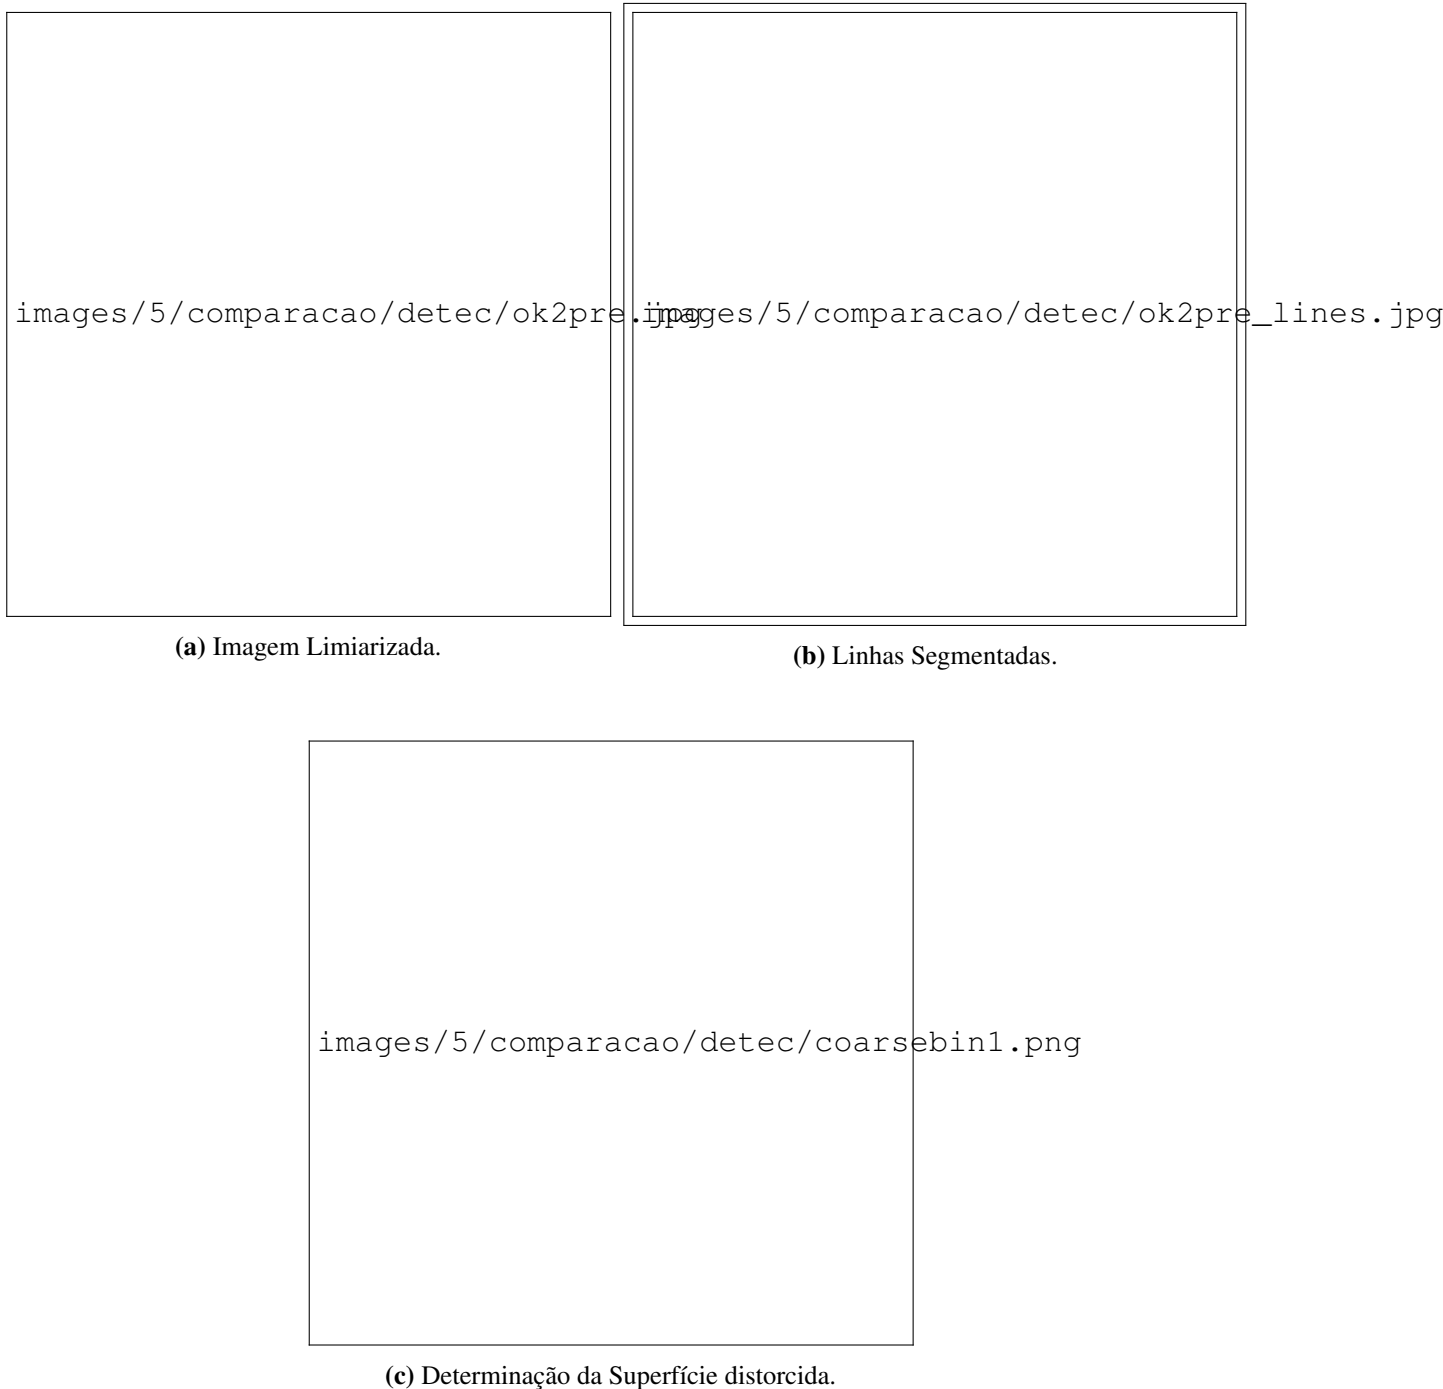 images/5/comparacao/detec/ok2pre.jpg
images/5/comparacao/detec/ok2pre_lines.jpg
(a) Imagem Limiarizada.
(b) Linhas Segmentadas.
images/5/comparacao/detec/coarsebin1.png
(c) Determinação da Superfície distorcida.